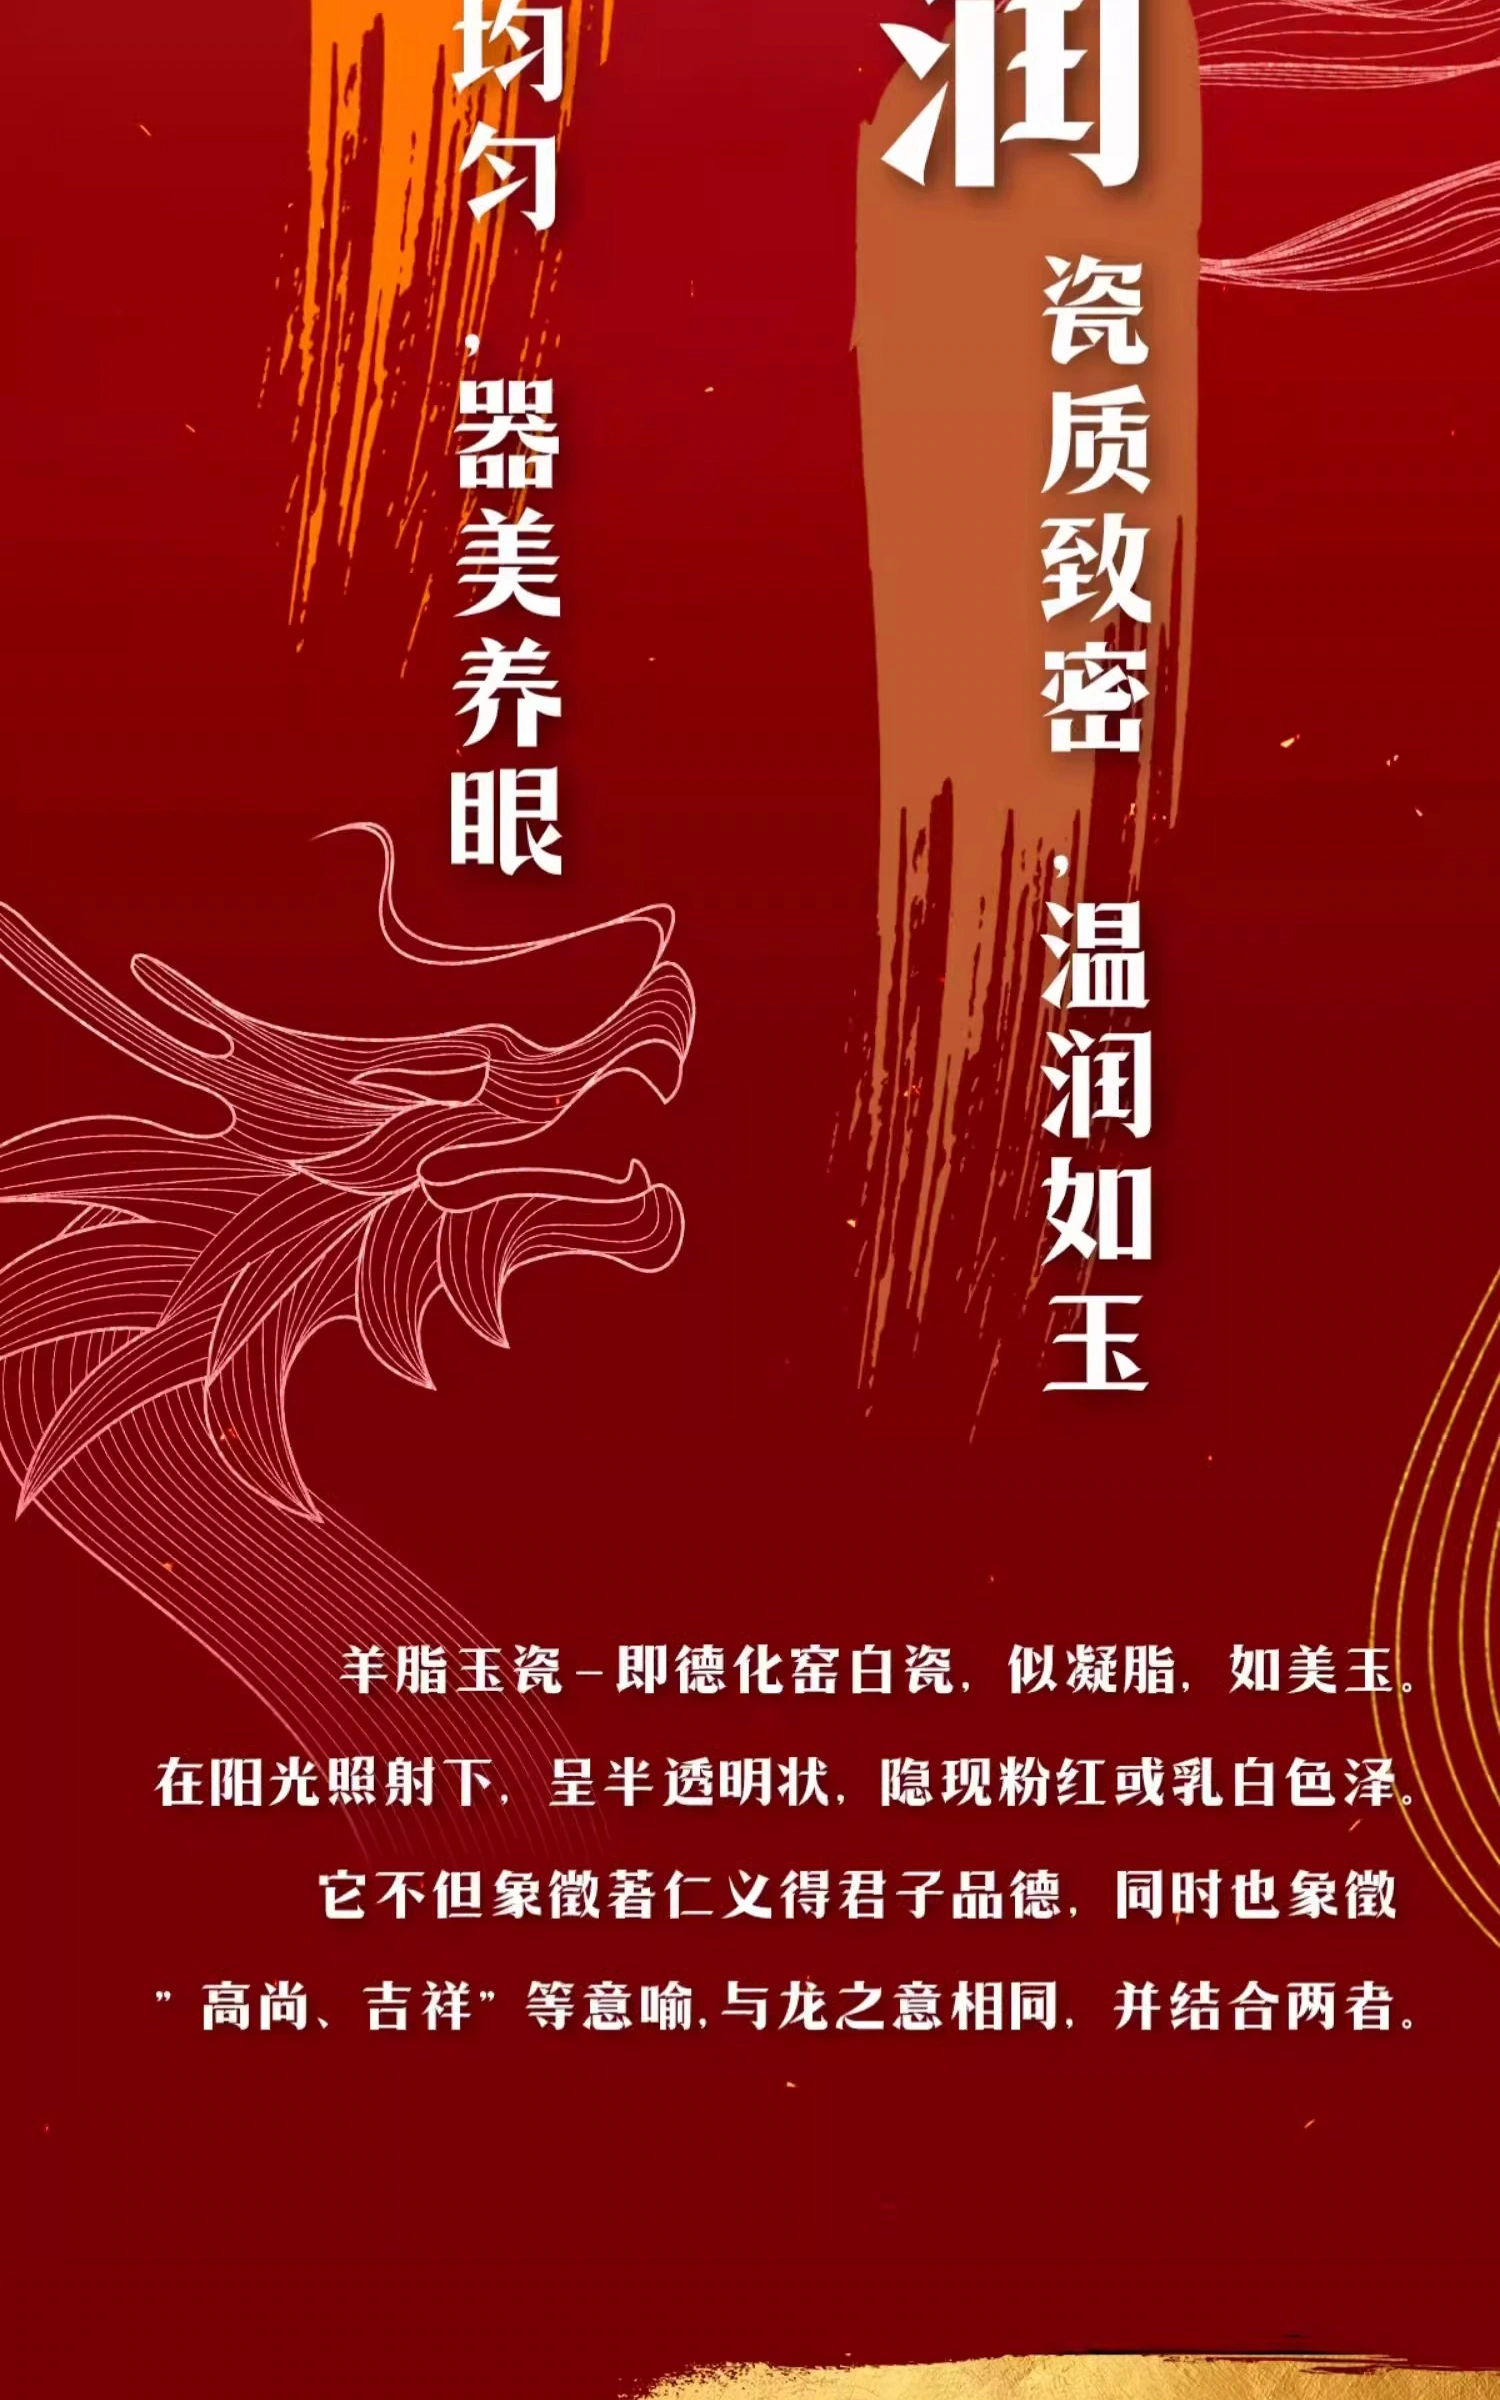 润
瓷质致密,温润如玉
均匀,器美养眼
羊脂玉瓷–即德化窑白瓷,似凝脂,如美玉。
在阳光照射下,呈半透明状,隐现粉红或乳白色泽。
它不但象徵著仁义得君子品德,同时也象徵
”高尚、吉祥”等意喻,与龙之意相同,并结合两者。